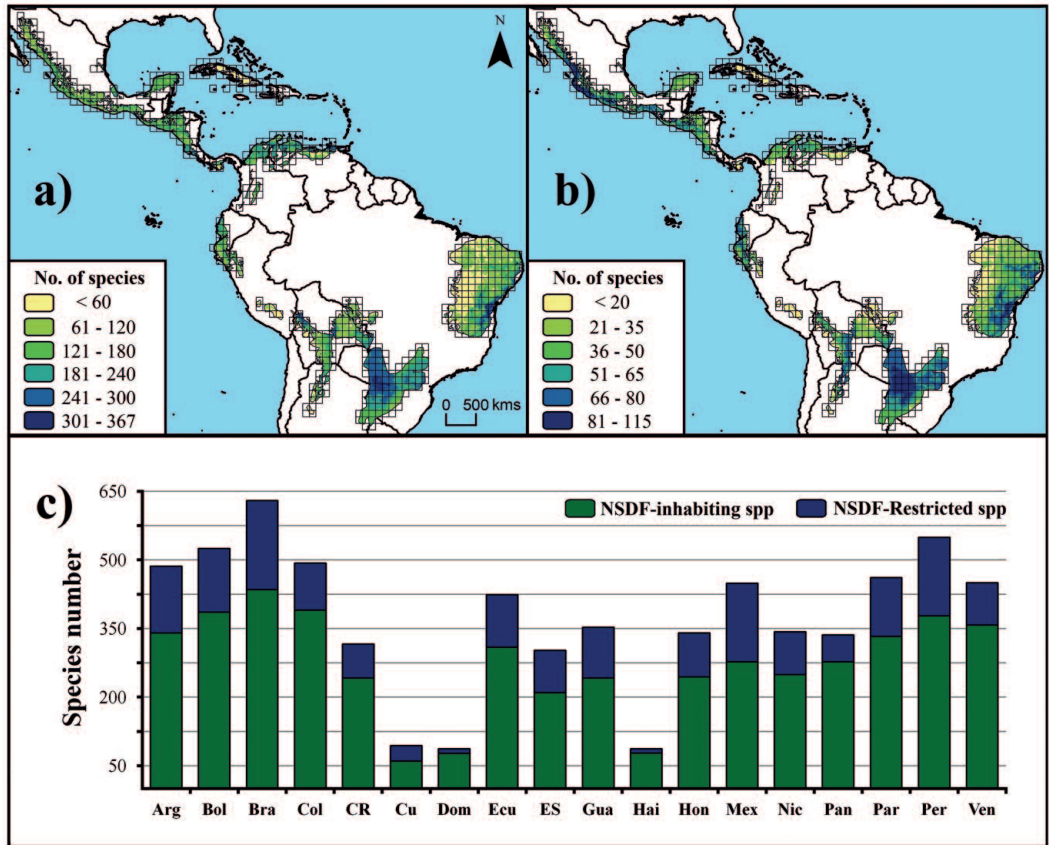 N
a)
b)
No. of species
< 60
61 - 120
121 - 180
181 - 240
241 - 300
301 - 367
0 500 kms
No. of species
< 20
21 - 35
36 - 50
51 - 65
66 - 80
81 - 115
c)
NSDF-inhabiting spp NSDF-Restricted spp
Species number
650
500
350
200
50
Arg Bol Bra Col CR Cu Dom Ecu ES Gua Hai Hon Mex Nic Pan Par Per Ven